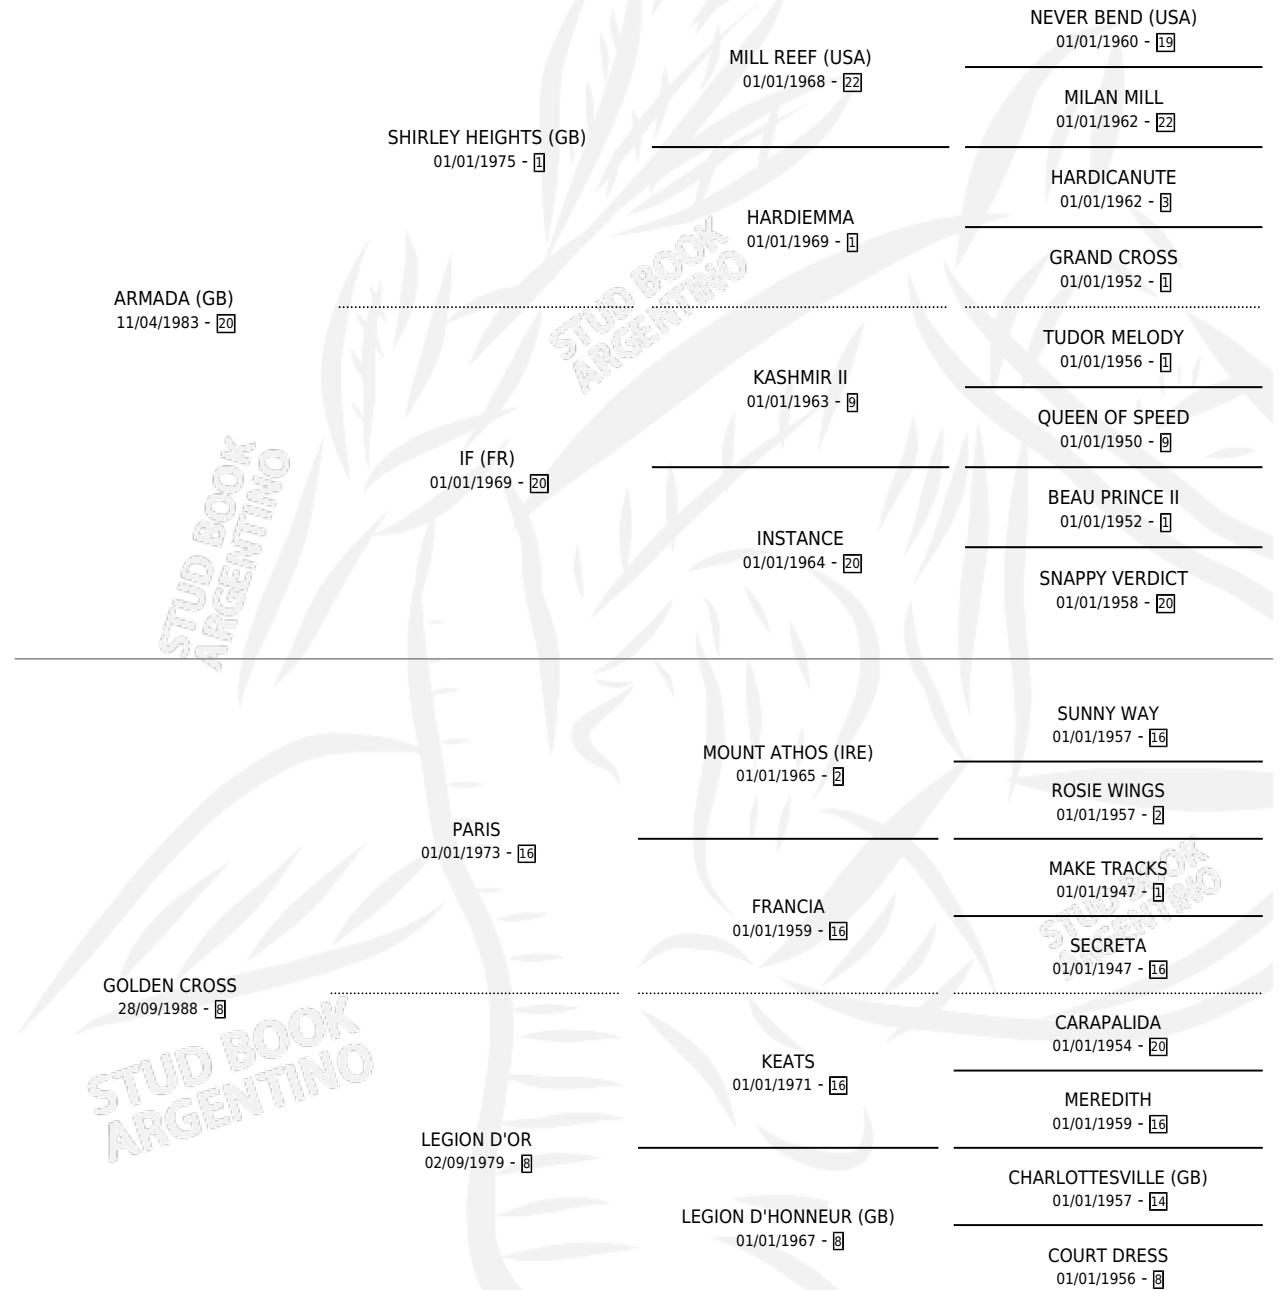 NEVER BEND (USA)
01/01/1960 - 19
MILL REEF (USA)
01/01/1968 - 22
MILAN MILL
01/01/1962 - 22
SHIRLEY HEIGHTS (GB)
01/01/1975 - 1
HARDICANUTE
01/01/1962 - 3
HARDIEMMA
01/01/1969 - 1
GRAND CROSS
01/01/1952 - 1
ARMADA (GB)
11/04/1983 - 20
STUD BOOK
ARGENTINO
TUDOR MELODY
01/01/1956 - 1
KASHMIR II
01/01/1963 - 9
QUEEN OF SPEED
01/01/1950 - 9
IF (FR)
01/01/1969 - 20
BEAU PRINCE II
01/01/1952 - 1
INSTANCE
01/01/1964 - 20
SNAPPY VERDICT
01/01/1958 - 20
STUD BOOK
ARGENTINO
SUNNY WAY
01/01/1957 - 16
MOUNT ATHOS (IRE)
01/01/1965 - 2
ROSIE WINGS
01/01/1957 - 2
PARIS
01/01/1973 - 16
MAKE TRACKS
01/01/1947 - 1
FRANCIA
01/01/1959 - 16
SECRETA
01/01/1947 - 16
STUD BOOK
ARGENTINO
GOLDEN CROSS
28/09/1988 - 8
CARAPALIDA
01/01/1954 - 20
KEATS
01/01/1971 - 16
MEREDITH
01/01/1959 - 16
STUD BOOK
ARGENTINO
LEGION D'OR
02/09/1979 - 8
CHARLOTTESVILLE (GB)
01/01/1957 - 14
LEGION D'HONNEUR (GB)
01/01/1967 - 8
COURT DRESS
01/01/1956 - 8